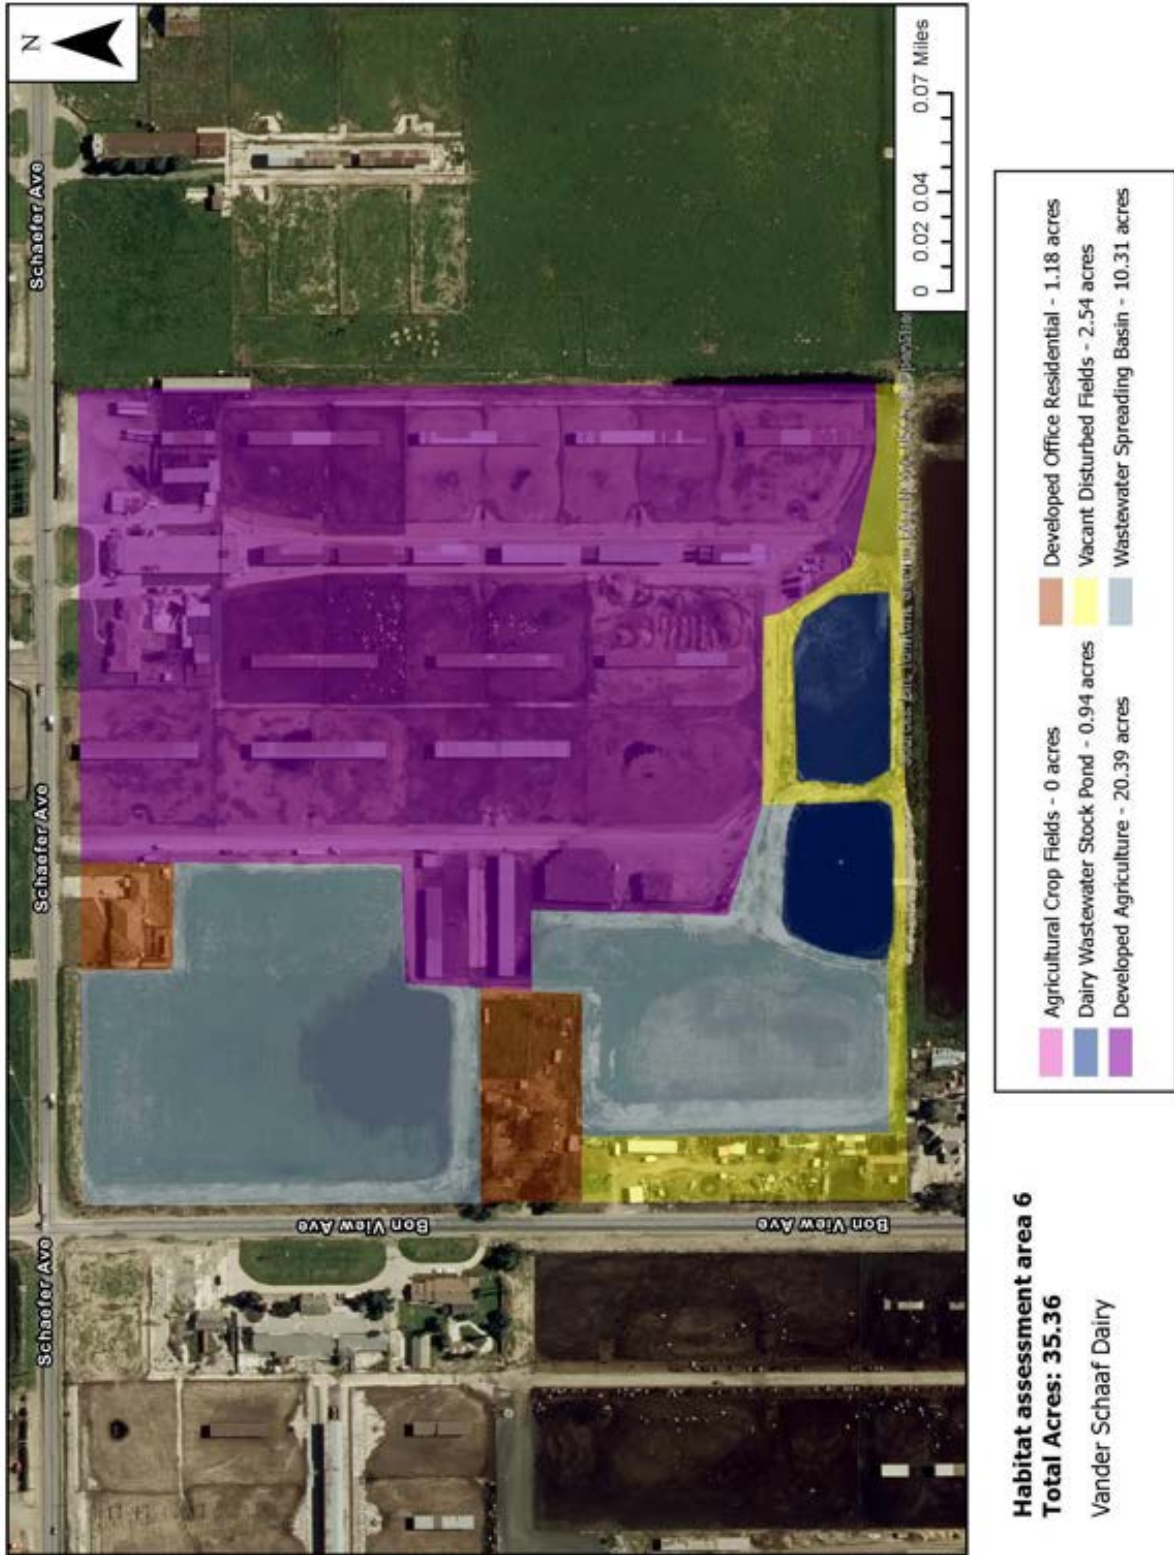 N
Schaefer Ave
Schaefer Ave
Schaefer Ave
Bon View Ave
Bon View Ave
0 0.02 0.04 0.07 Miles
Habitat assessment area 6
Total Acres: 35.36
Vander Schaaf Dairy
Agricultural Crop Fields - 0 acres
Dairy Wastewater Stock Pond - 0.94 acres
Developed Agriculture - 20.39 acres
Developed Office Residential - 1.18 acres
Vacant Disturbed Fields - 2.54 acres
Wastewater Spreading Basin - 10.31 acres